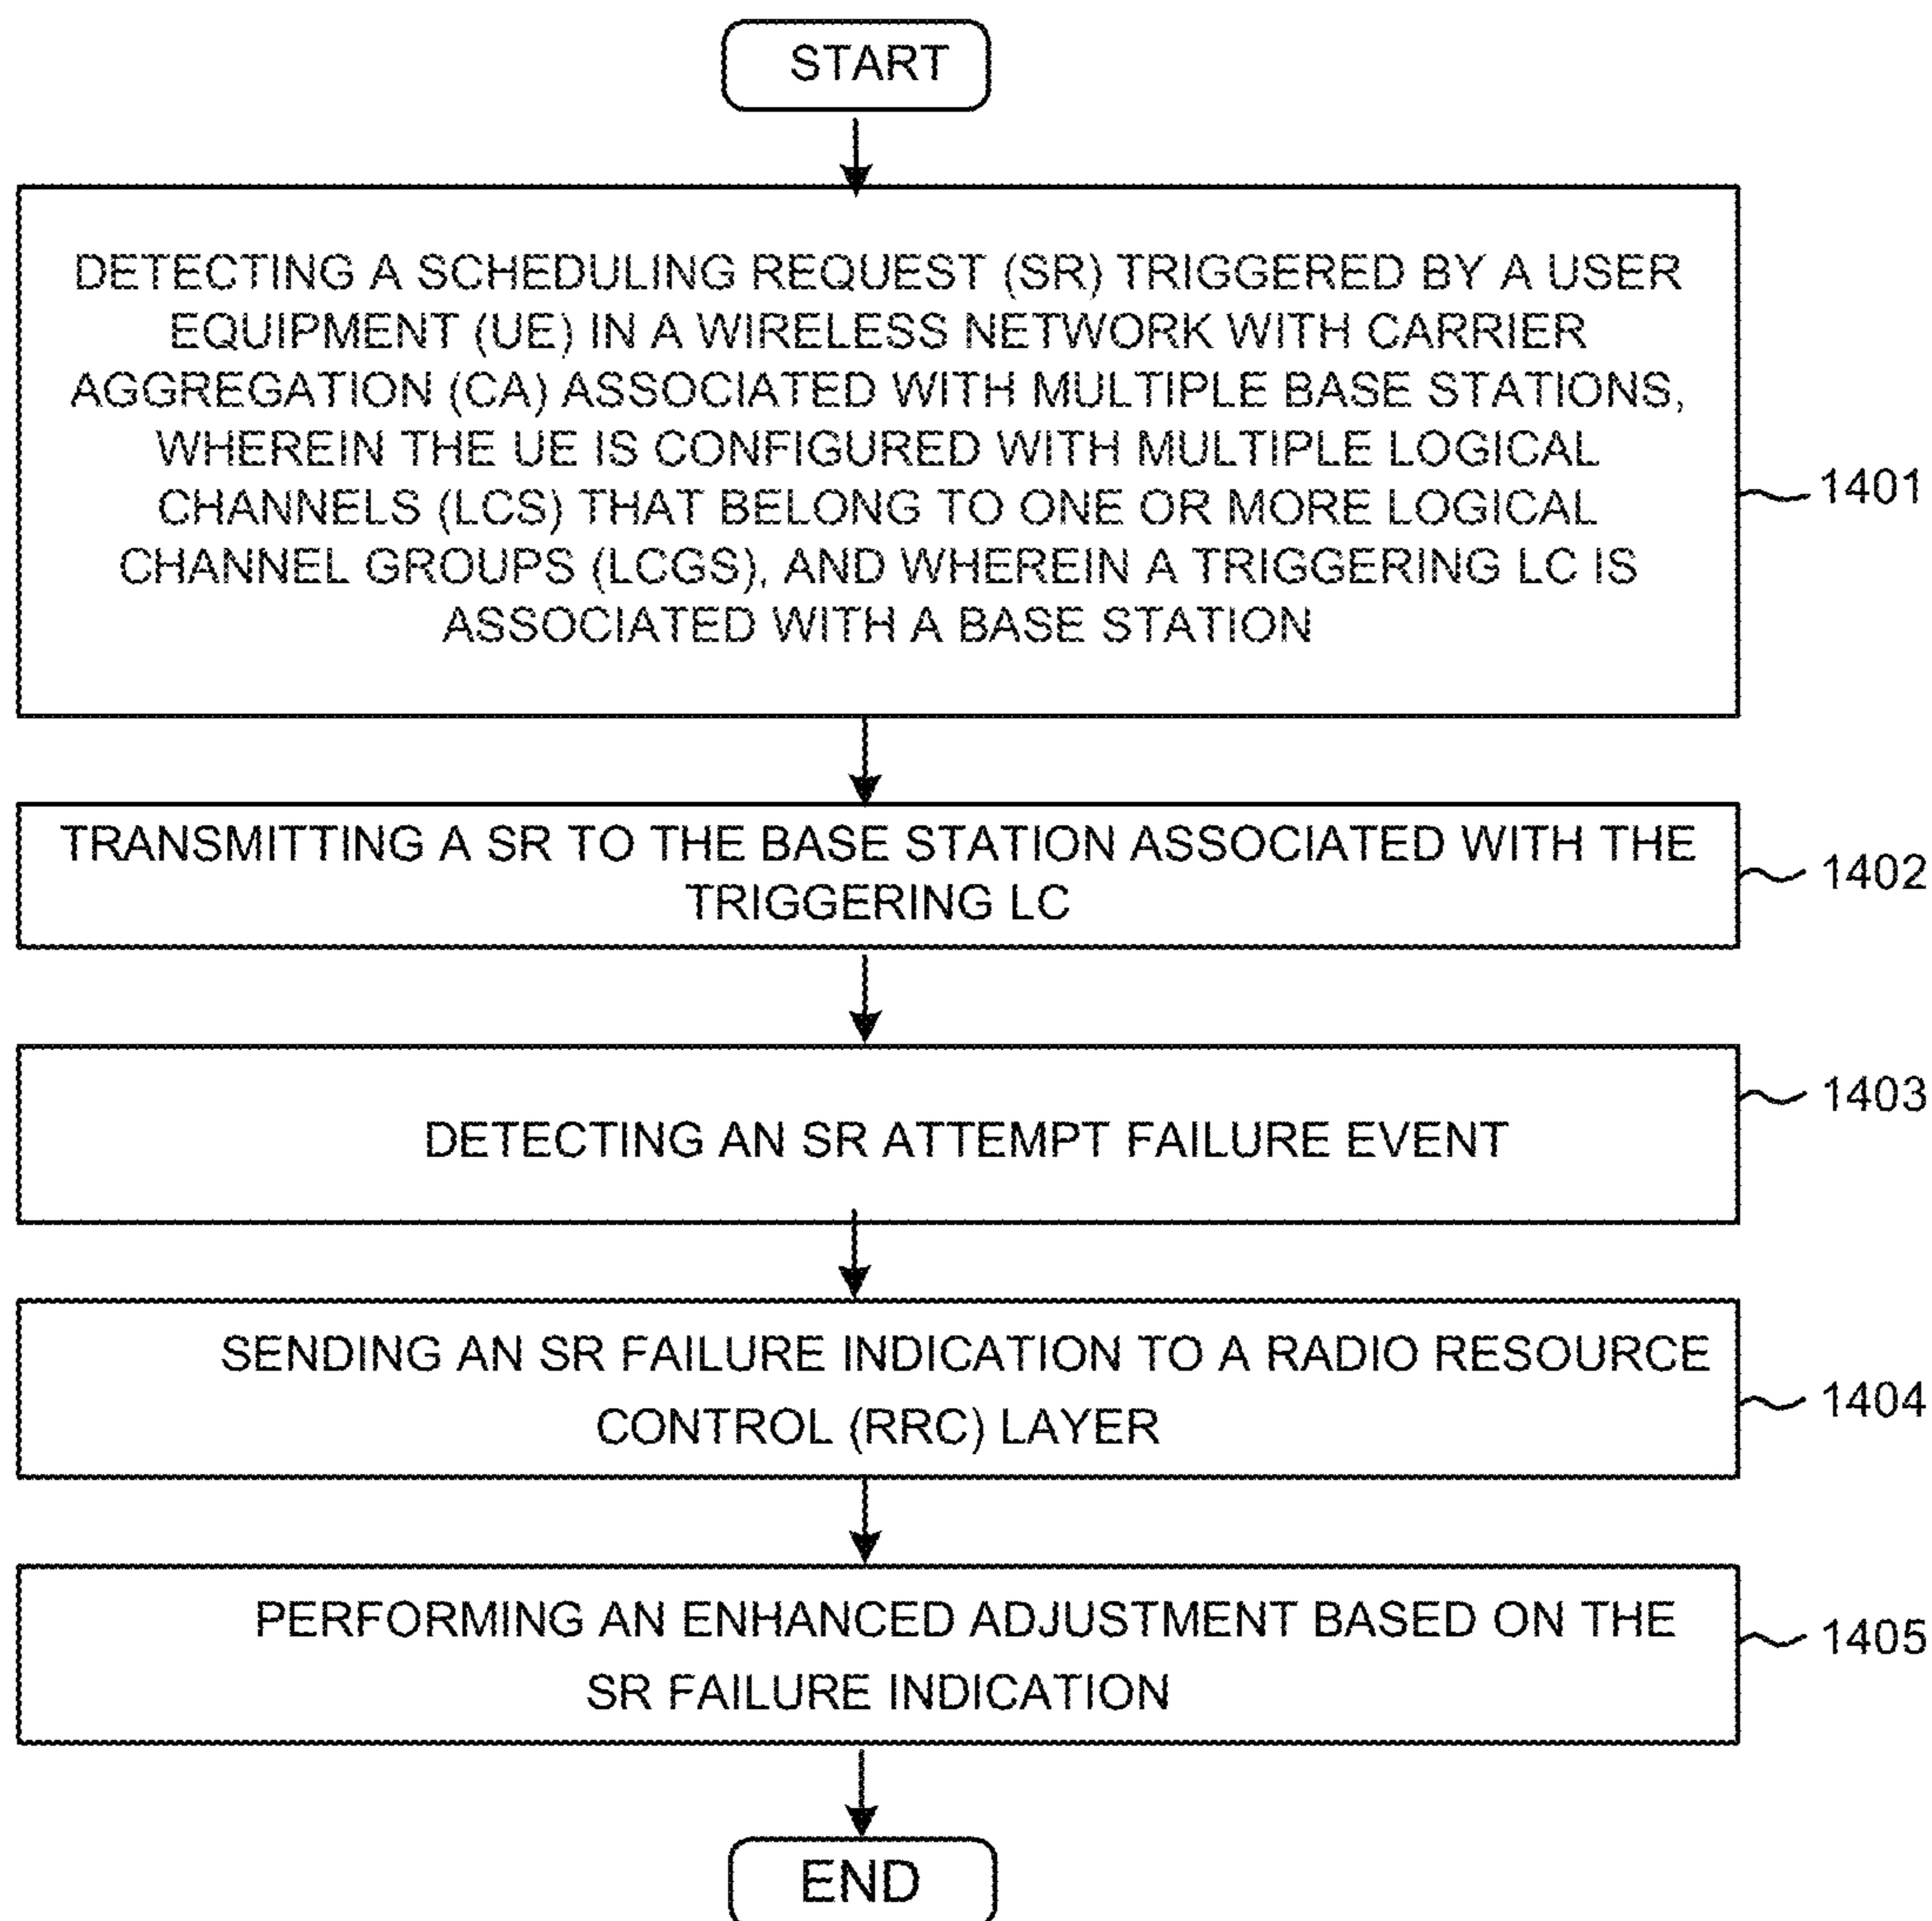 START
DETECTING A SCHEDULING REQUEST (SR) TRIGGERED BY A USER
EQUIPMENT (UE) IN A WIRELESS NETWORK WITH CARRIER
AGGREGATION (CA) ASSOCIATED WITH MULTIPLE BASE STATIONS,
WHEREIN THE UE IS CONFIGURED WITH MULTIPLE LOGICAL
CHANNELS (LCS) THAT BELONG TO ONE OR MORE LOGICAL
CHANNEL GROUPS (LCGS), AND WHEREIN A TRIGGERING LC IS
ASSOCIATED WITH A BASE STATION
1401
TRANSMITTING A SR TO THE BASE STATION ASSOCIATED WITH THE
TRIGGERING LC
1402
DETECTING AN SR ATTEMPT FAILURE EVENT
1403
SENDING AN SR FAILURE INDICATION TO A RADIO RESOURCE
CONTROL (RRC) LAYER
1404
PERFORMING AN ENHANCED ADJUSTMENT BASED ON THE
SR FAILURE INDICATION
1405
END